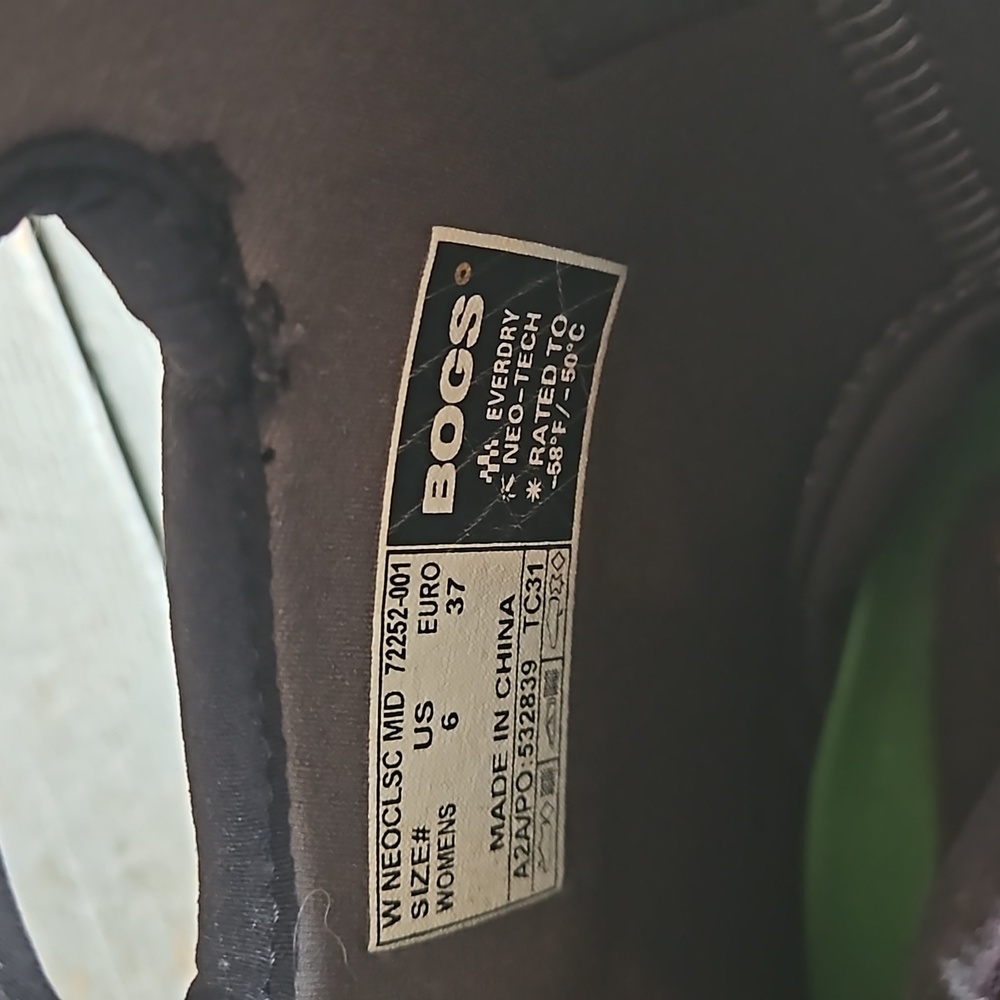 BOGS
EVERDRY
NEO-TECH
RATED TO
-58°F/-50°C
W NEOCLSC MID 72252-001
SIZE# US EURO
WOMENS 6 37
MADE IN CHINA
A2A/PO:532839 TC31